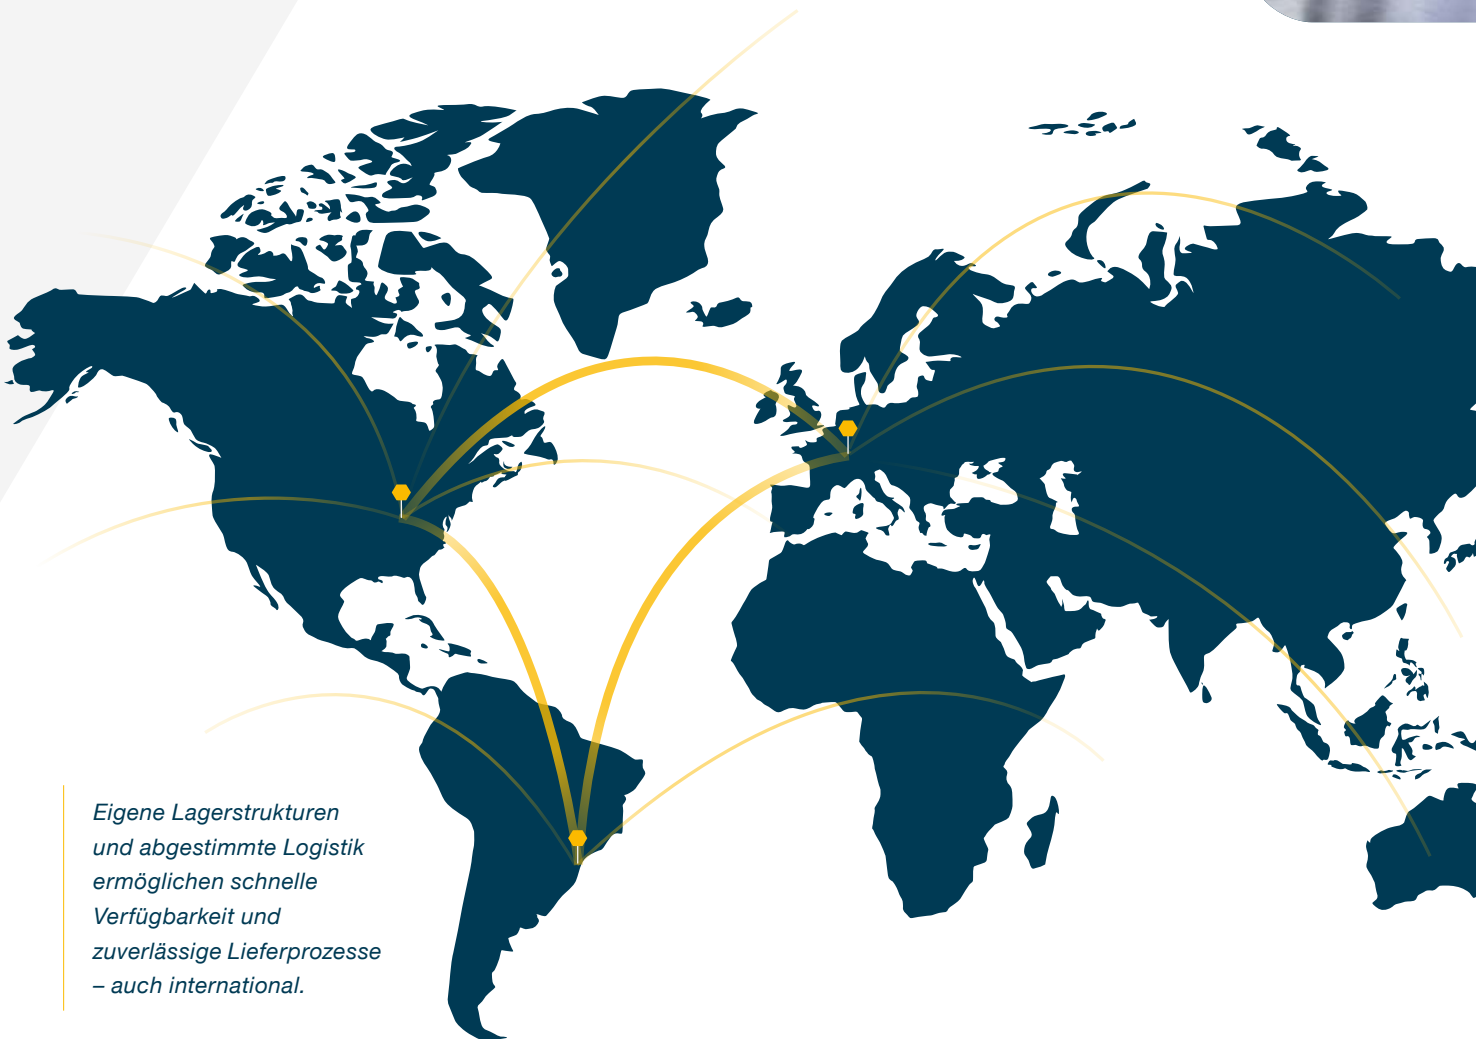 Eigene Lagerstrukturen
und abgestimmte Logistik
ermöglichen schnelle
Verfügbarkeit und
zuverlässige Lieferprozesse
– auch international.